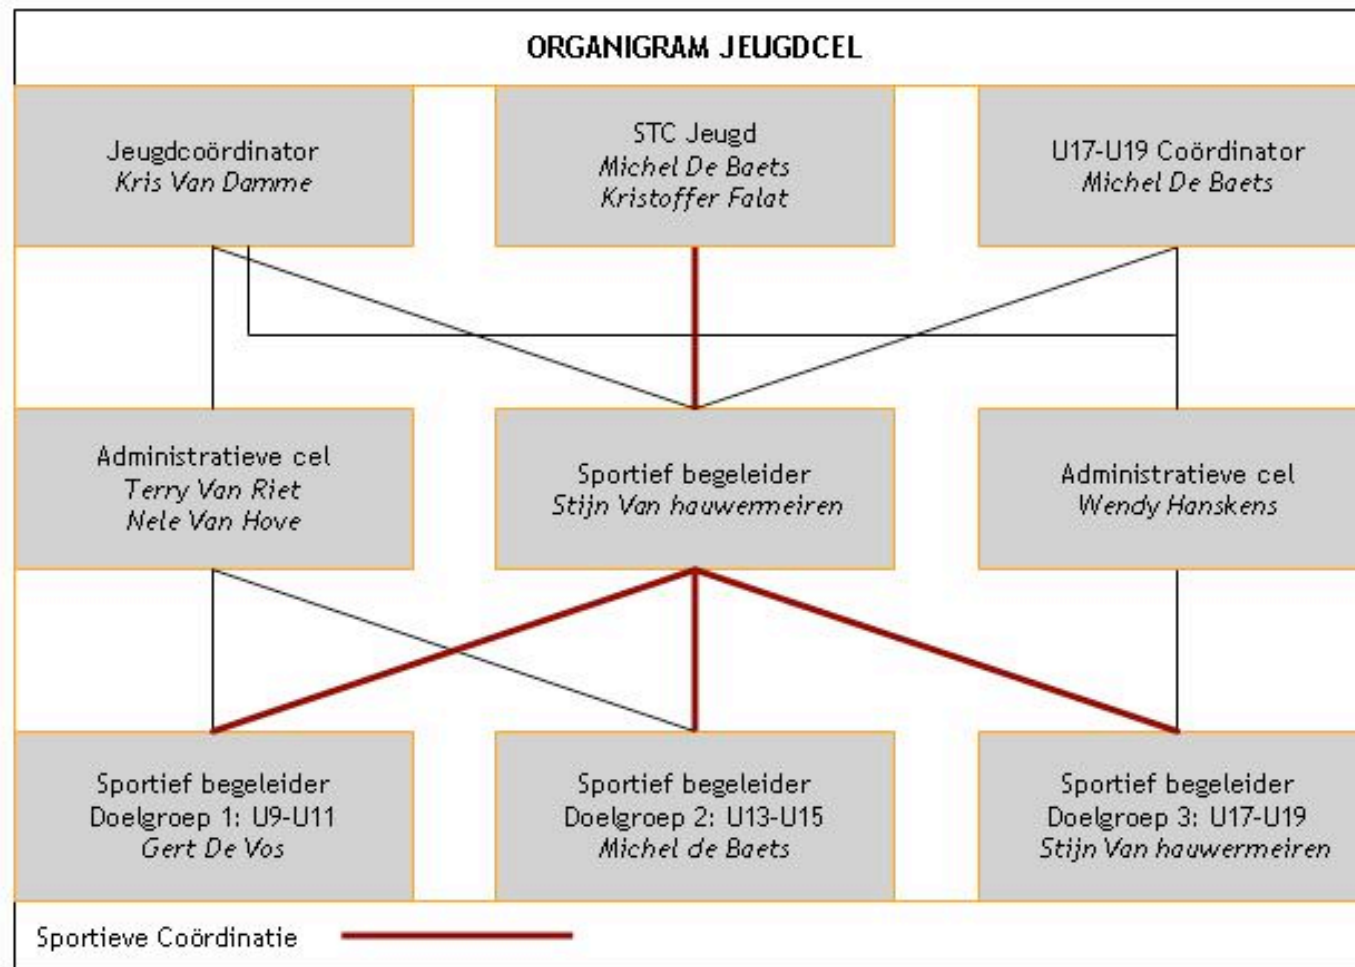 ORGANIGRAM JEUGDCEL
Jeugdcoördinator
Kris Van Damme
STC Jeugd
Michel De Baets
Kristoffer Falat
U17-U19 Coördinator
Michel De Baets
Administratieve cel
Terry Van Riet
Nele Van Hove
Sportief begeleider
Stijn Van hauwermeiren
Administratieve cel
Wendy Hanskens
Sportief begeleider
Doelgroep 1: U9-U11
Gert De Vos
Sportief begeleider
Doelgroep 2: U13-U15
Michel de Baets
Sportief begeleider
Doelgroep 3: U17-U19
Stijn Van hauwermeiren
Sportieve Coördinatie